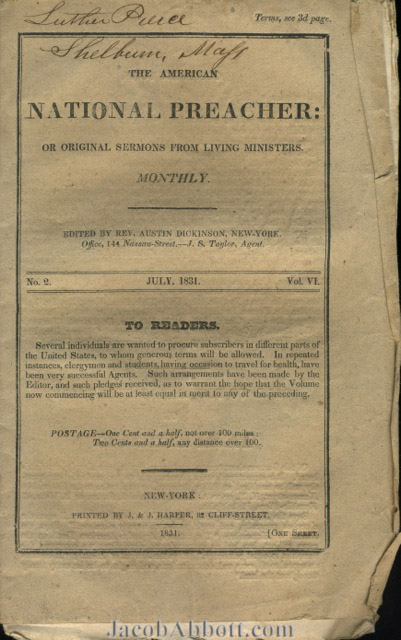 Luther Peirce
Terms, see 3d page.
Shelburn, Mass
THE AMERICAN
NATIONAL PREACHER:
OR ORIGINAL SERMONS FROM LIVING MINISTERS.
MONTHLY.
EDITED BY REV. AUSTIN DICKINSON, NEW-YORK.
Office, 144 Nassau-Street.—J. S. Taylor, Agent.
No. 2. JULY, 1831. Vol. VI.
TO READERS.
Several individuals are wanted to procure subscribers in different parts of
the United States, to whom generous terms will be allowed. In repeated
instances, clergymen and students, having occasion to travel for health, have
been very successful Agents. Such arrangements have been made by the
Editor, and such pledges received, as to warrant the hope that the Volume
now commencing will be at least equal in merit to any of the preceding.
POSTAGE—One Cent and a half, not over 100 miles:
Two Cents and a half, any distance over 100.
NEW-YORK:
PRINTED BY J. & J. HARPER, 82 CLIFF-STREET.
1831. [ONE SHEET.
JacobAbbott.com